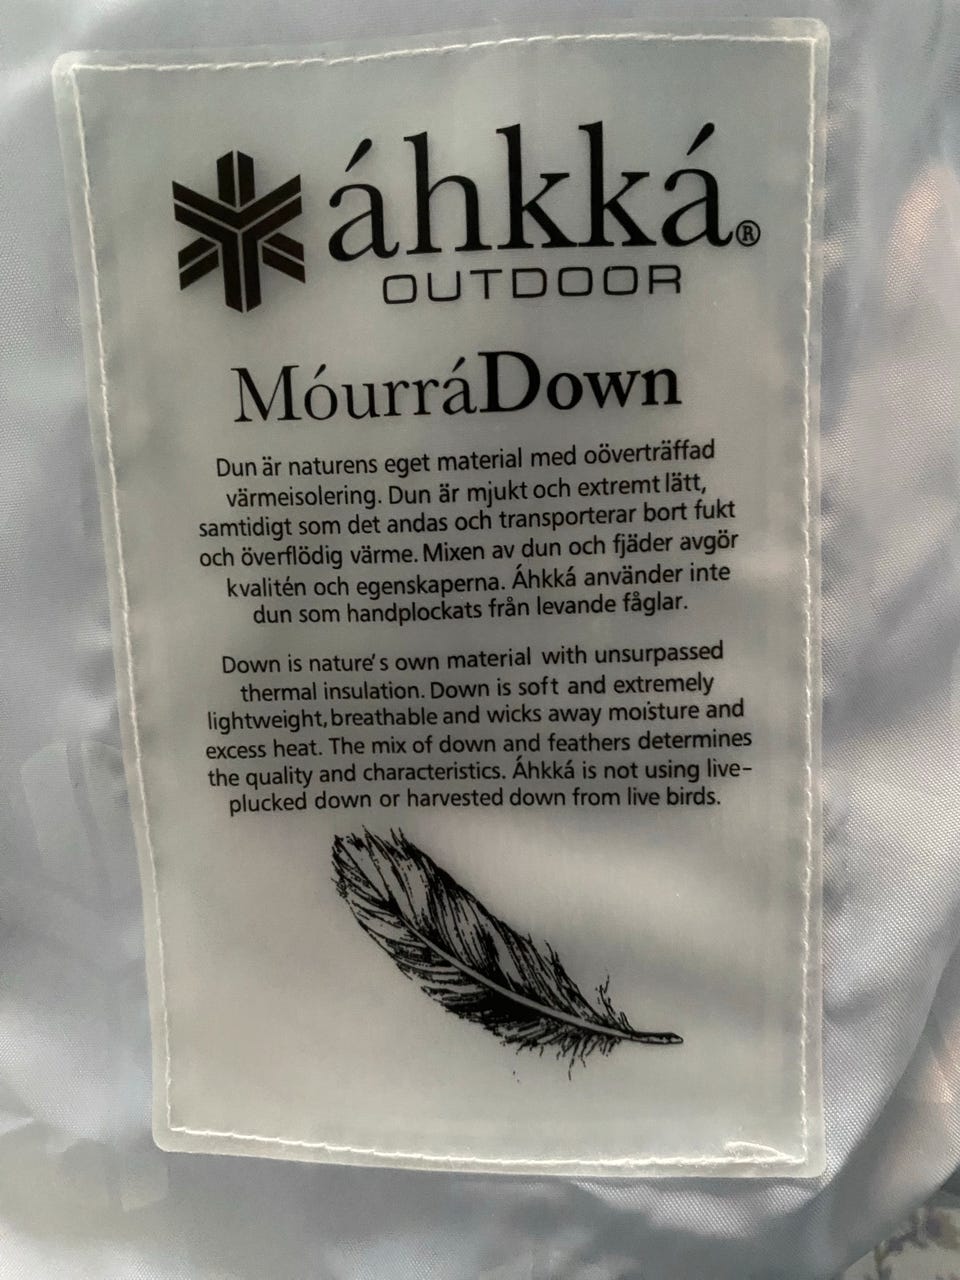 áhkká®
OUTDOOR
MóurráDown
Dun är naturens eget material med oöverträffad
värmeisolering. Dun är mjukt och extremt lätt,
samtidigt som det andas och transporterar bort fukt
och överflödig värme. Mixen av dun och fjäder avgör
kvalitén och egenskaperna. Áhkká använder inte
dun som handplockats från levande fåglar.
Down is nature's own material with unsurpassed
thermal insulation. Down is soft and extremely
lightweight, breathable and wicks away moisture and
excess heat. The mix of down and feathers determines
the quality and characteristics. Áhkká is not using live-
plucked down or harvested down from live birds.